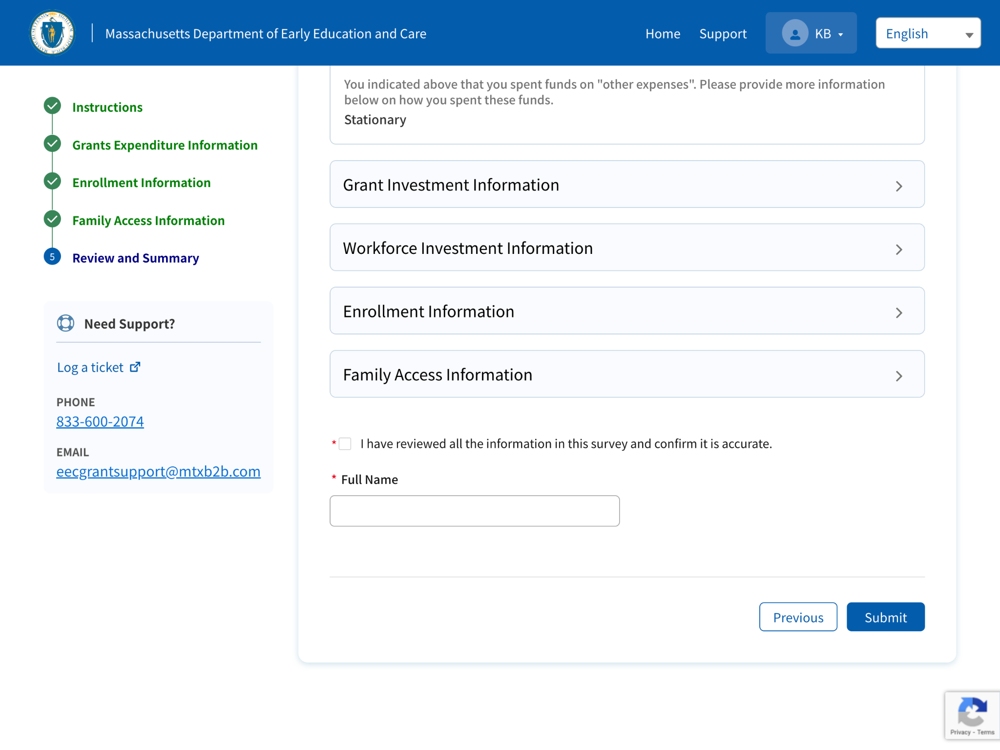 Massachusetts Department of Early Education and Care
Home
Support
KB
English
Instructions
Grants Expenditure Information
Enrollment Information
Family Access Information
5
Review and Summary
Need Support?
Log a ticket
PHONE
833-600-2074
EMAIL
eecgrantsupport@mtxb2b.com
You indicated above that you spent funds on "other expenses". Please provide more information
below on how you spent these funds.
Stationary
Grant Investment Information
Workforce Investment Information
Enrollment Information
Family Access Information
* I have reviewed all the information in this survey and confirm it is accurate.
* Full Name
Previous
Submit
Privacy - Terms